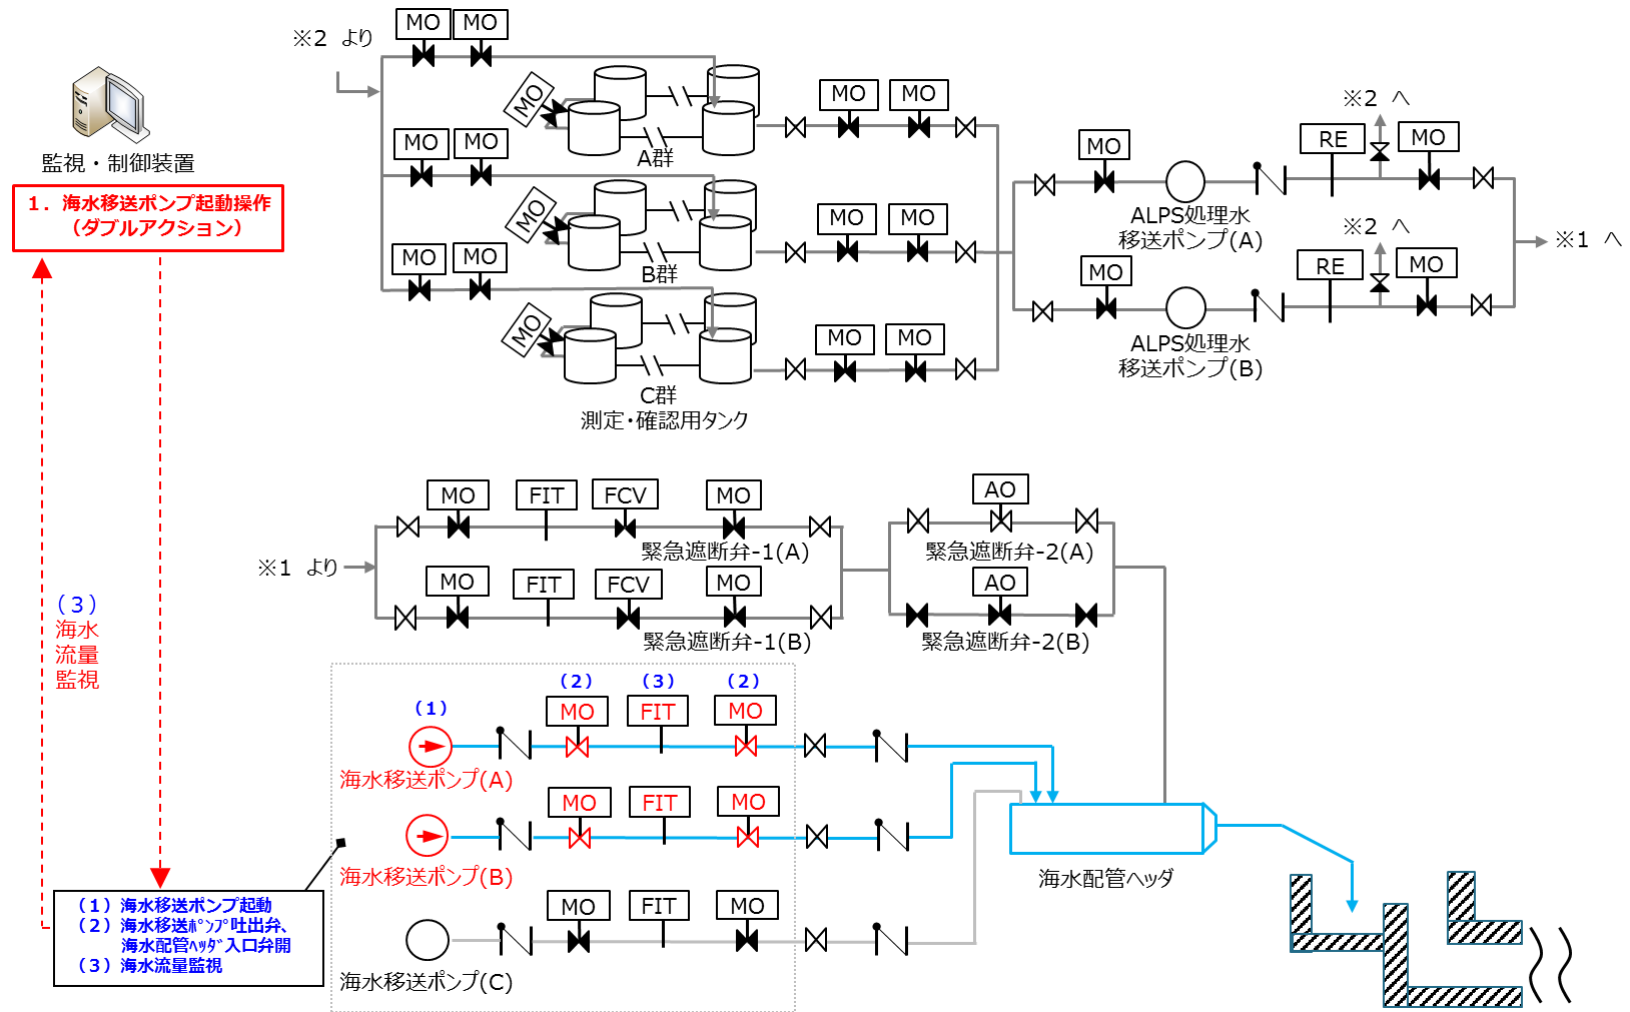 ※2 より
MO
MO
監視・制御装置
1．海水移送ポンプ起動操作
（ダブルアクション）
MO
A群
MO
MO
MO
MO
MO
B群
MO
MO
MO
MO
MO
C群
測定・確認用タンク
MO
MO
MO
ALPS処理水
移送ポンプ(A)
RE
※2 へ
MO
MO
ALPS処理水
移送ポンプ(B)
RE
※2 へ
MO
※1 へ
※1 より
MO
FIT
FCV
MO
緊急遮断弁-1(A)
MO
FIT
FCV
MO
緊急遮断弁-1(B)
AO
緊急遮断弁-2(A)
AO
緊急遮断弁-2(B)
（3）
海水
流量
監視
（1）
（2）
（3）
（2）
MO
FIT
MO
海水移送ポンプ(A)
MO
FIT
MO
海水移送ポンプ(B)
MO
FIT
MO
海水移送ポンプ(C)
海水配管ヘッダ
（1）海水移送ポンプ起動
（2）海水移送ﾎﾟﾝﾌﾟ吐出弁、
海水配管ﾍｯﾀﾞ入口弁開
（3）海水流量監視